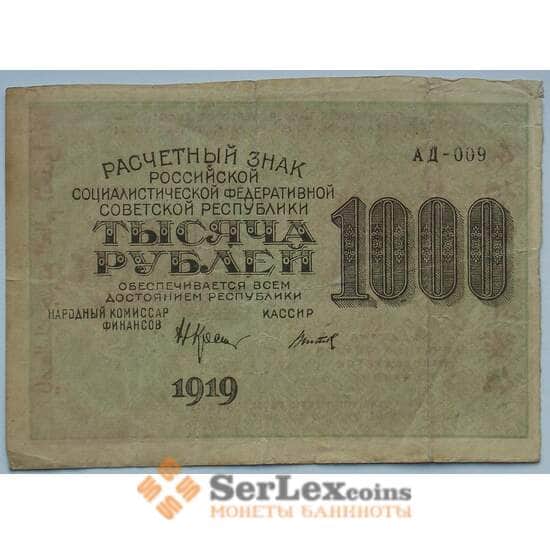 РАСЧЕТНЫЙ ЗНАК
АД-009
РОССИЙСКОЙ
СОЦИАЛИСТИЧЕСКОЙ ФЕДЕРАТИВНОЙ
СОВЕТСКОЙ РЕСПУБЛИКИ
ТЫСЯЧА
РУБЛЕЙ
1000
ОБЕСПЕЧИВАЕТСЯ ВСЕМ
ДОСТОЯНИЕМ РЕСПУБЛИКИ
НАРОДНЫЙ КОМИССАР
ФИНАНСОВ
КАССИР
1919
SerLexcoins
МОНЕТЫ БАНКНОТЫ